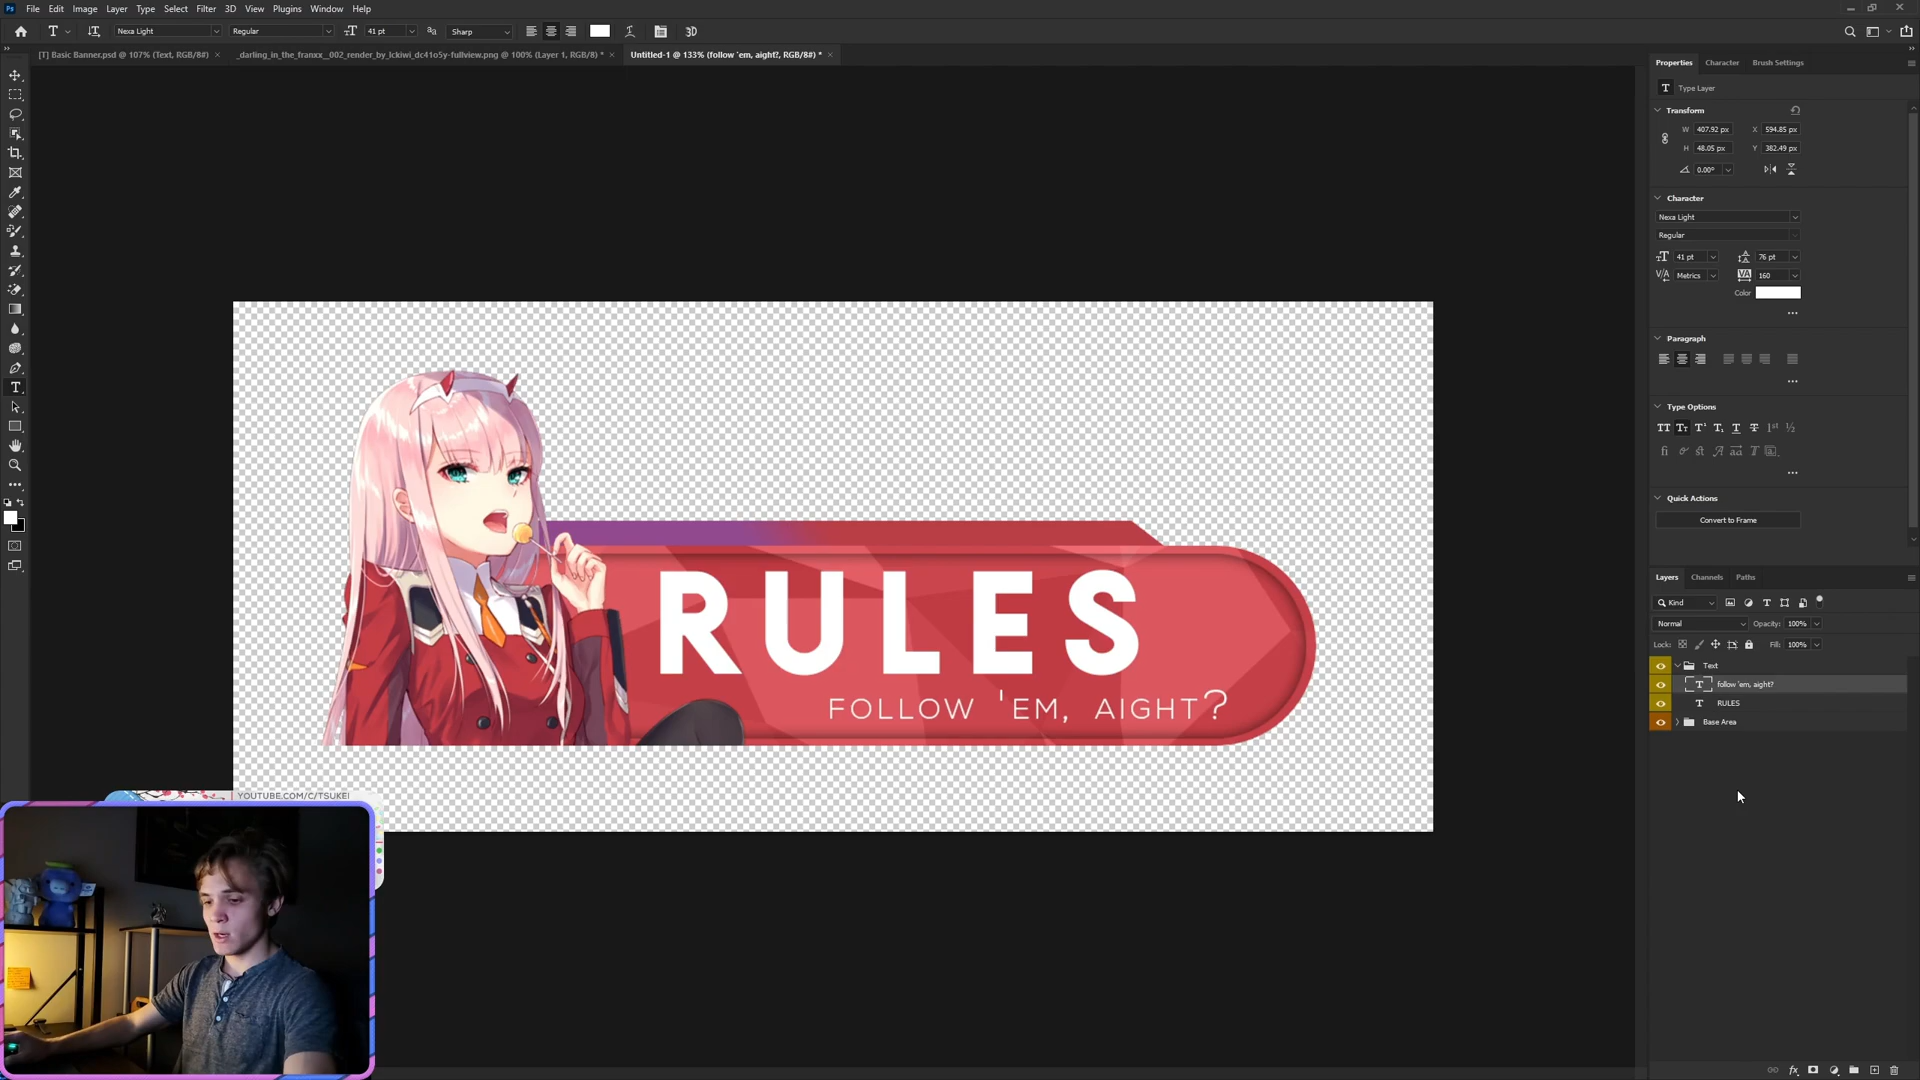 Ps File Edit Image Layer Type Select Filter 3D View Plugins Window Help
T Nexa Light Regular 41 pt Sharp 3D
[T] Basic Banner.psd @ 107% (Text, RGB/8#) ×
_darling_in_the_franxx__002_render_by_lckiwi_dc41o5y-fullview.png @ 100% (Layer 1, RGB/8) * ×
Untitled-1 @ 133% (follow 'em, aight?, RGB/8#) * ×
RULES
FOLLOW 'EM, AIGHT?
YOUTUBE.COM/C/TSUKEI
Properties Character Brush Settings
T Type Layer
Transform
W 407.92 px X 594.85 px
H 48.05 px Y 382.49 px
0.00°
Character
Nexa Light
Regular
41 pt 76 pt
Metrics 160
Color
Paragraph
Type Options
Quick Actions
Convert to Frame
Layers Channels Paths
Kind
Normal Opacity: 100%
Lock: Fill: 100%
Text
T follow 'em, aight?
T RULES
Base Area